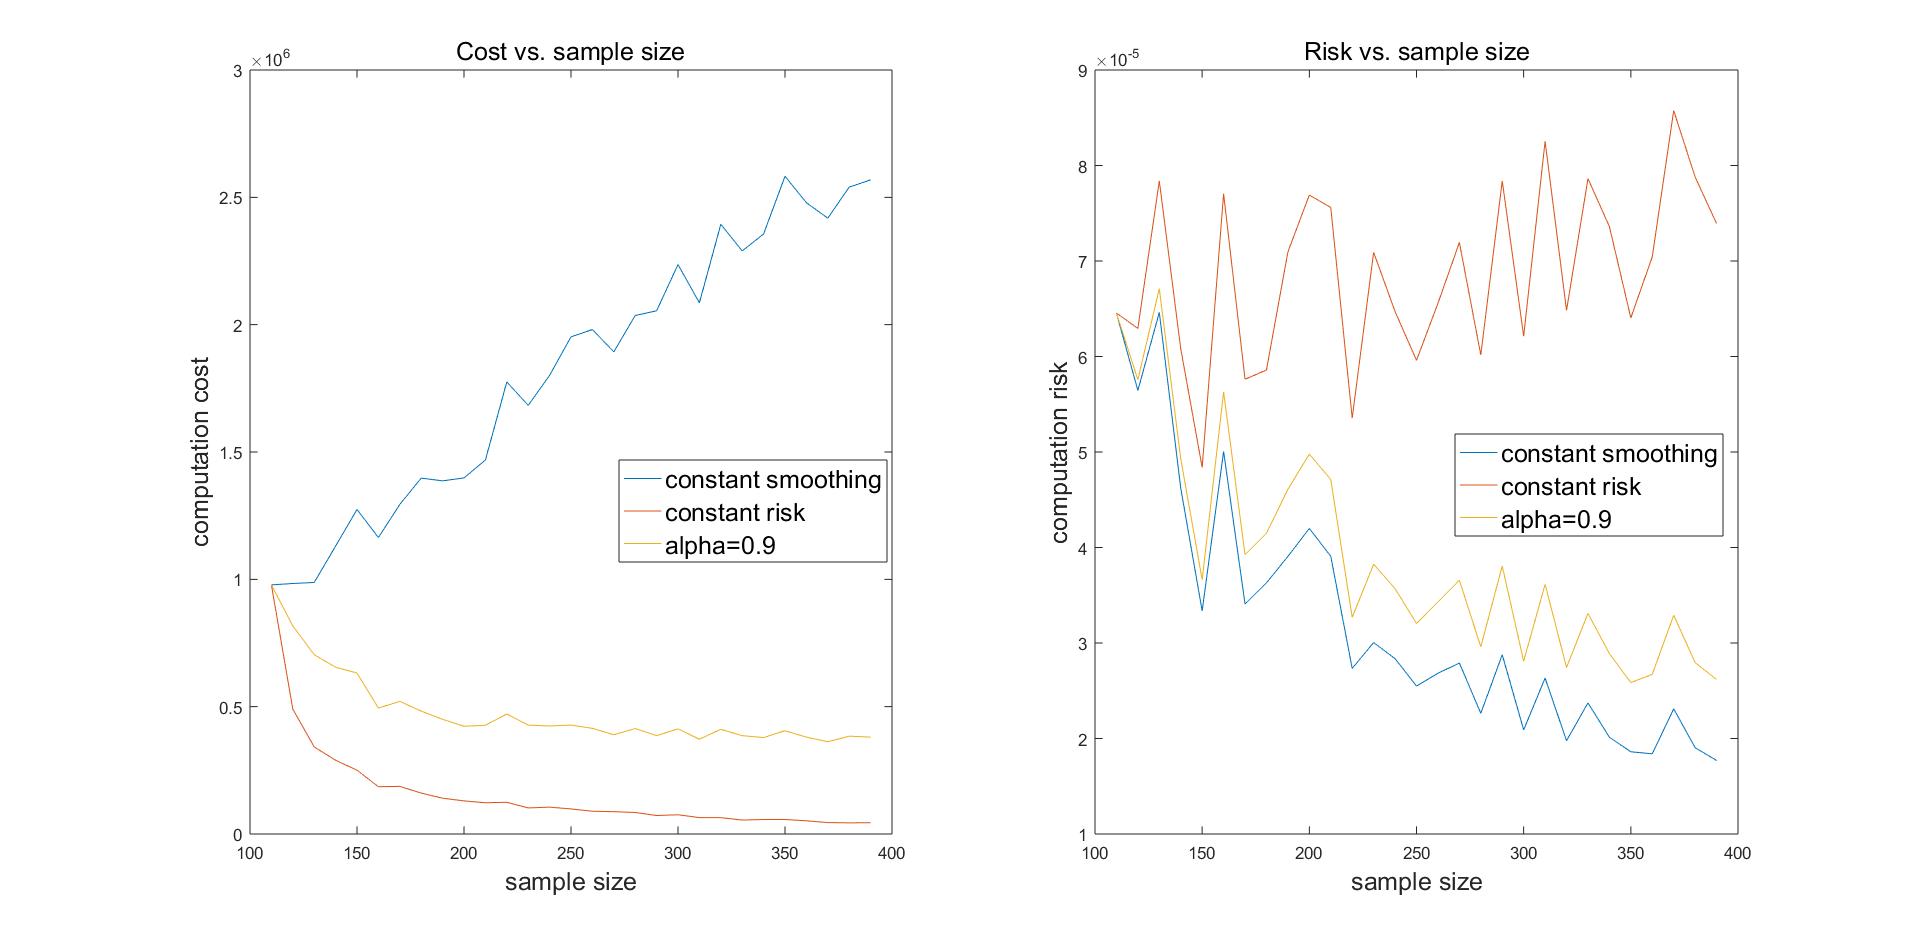 Cost vs. sample size
×10^6
3
2.5
2
1.5
1
0.5
0
100 150 200 250 300 350 400
sample size
computation cost
constant smoothing
constant risk
alpha=0.9
Risk vs. sample size
×10^-5
9
8
7
6
5
4
3
2
1
100 150 200 250 300 350 400
sample size
computation risk
constant smoothing
constant risk
alpha=0.9